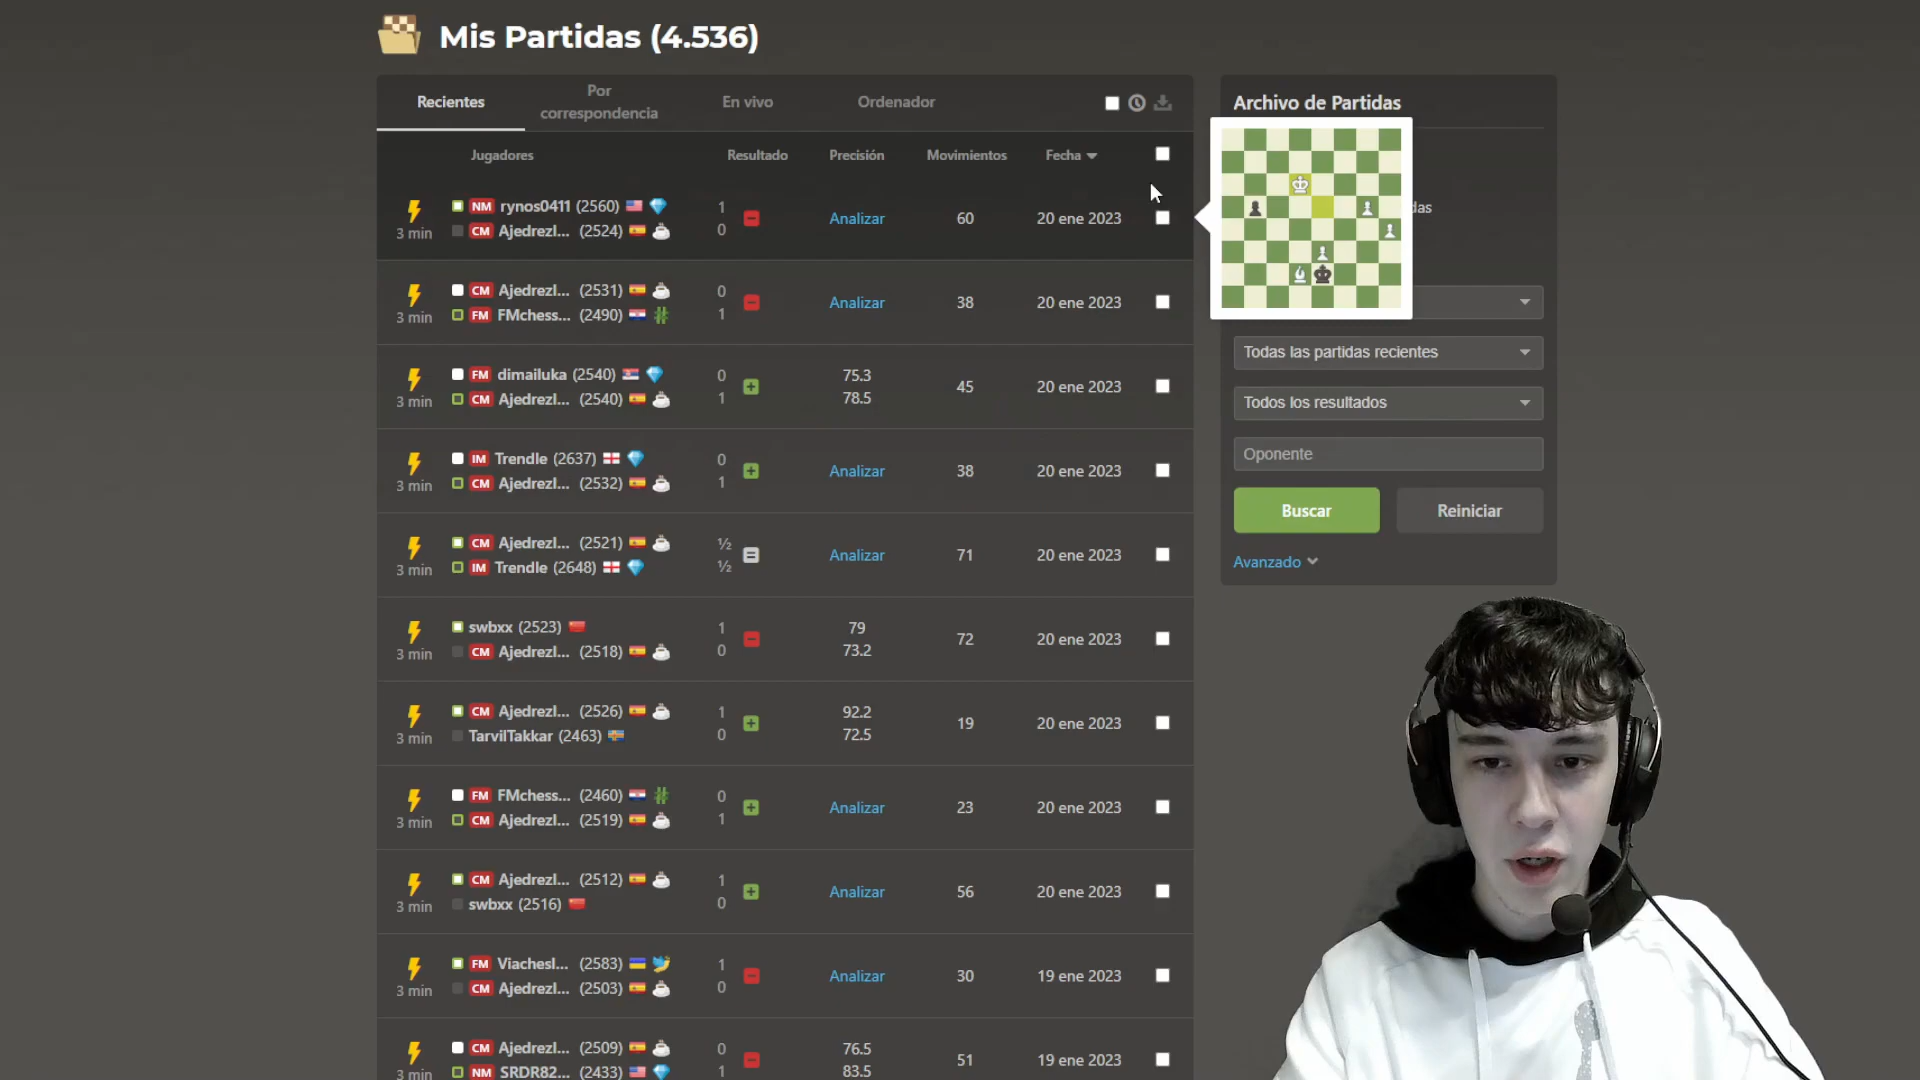 Mis Partidas (4.536)
Recientes
Por
correspondencia
En vivo
Ordenador
Jugadores Resultado Precisión Movimientos Fecha
NM rynos0411 (2560) 1
3 min CM Ajedrezl... (2524) 0 Analizar 60 20 ene 2023
CM Ajedrezl... (2531) 0
3 min FM FMchess... (2490) 1 Analizar 38 20 ene 2023
FM dimailuka (2540) 0 75.3
3 min CM Ajedrezl... (2540) 1 78.5 45 20 ene 2023
IM Trendle (2637) 0
3 min CM Ajedrezl... (2532) 1 Analizar 38 20 ene 2023
CM Ajedrezl... (2521) ½
3 min IM Trendle (2648) ½ Analizar 71 20 ene 2023
swbxx (2523) 1 79
3 min CM Ajedrezl... (2518) 0 73.2 72 20 ene 2023
CM Ajedrezl... (2526) 1 92.2
3 min TarvilTakkar (2463) 0 72.5 19 20 ene 2023
FM FMchess... (2460) 0
3 min CM Ajedrezl... (2519) 1 Analizar 23 20 ene 2023
CM Ajedrezl... (2512) 1
3 min swbxx (2516) 0 Analizar 56 20 ene 2023
FM Viachesl... (2583) 1
3 min CM Ajedrezl... (2503) 0 Analizar 30 19 ene 2023
CM Ajedrezl... (2509) 0 76.5
3 min NM SRDR82... (2433) 1 83.5 51 19 ene 2023
Archivo de Partidas
das
Todas las partidas recientes
Todos los resultados
Oponente
Buscar Reiniciar
Avanzado